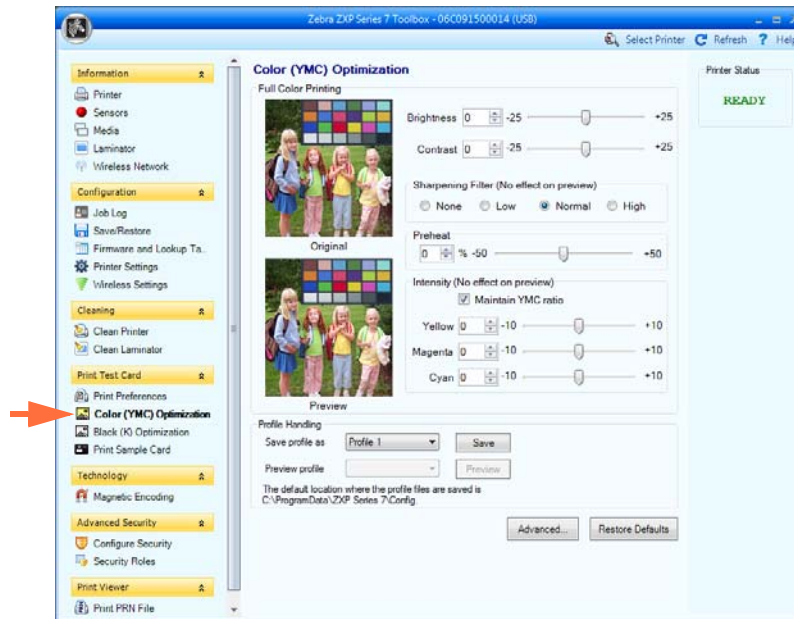 Zebra ZXP Series 7 Toolbox - 06C091500014 (USB)
Select Printer Refresh ? Help
Information
Printer
Sensors
Media
Laminator
Wireless Network
Configuration
Job Log
Save/Restore
Firmware and Lookup Ta..
Printer Settings
Wireless Settings
Cleaning
Clean Printer
Clean Laminator
Print Test Card
Print Preferences
Color (YMC) Optimization
Black (K) Optimization
Print Sample Card
Technology
Magnetic Encoding
Advanced Security
Configure Security
Security Roles
Print Viewer
Print PRN File
Color (YMC) Optimization
Full Color Printing
Original
Preview
Brightness 0 -25 +25
Contrast 0 -25 +25
Sharpening Filter (No effect on preview)
None Low Normal High
Preheat
0 % -50 +50
Intensity (No effect on preview)
Maintain YMC ratio
Yellow 0 -10 +10
Magenta 0 -10 +10
Cyan 0 -10 +10
Profile Handling
Save profile as Profile 1 Save
Preview profile Preview
The default location where the profile files are saved is
C:\ProgramData\ZXP Series 7\Config.
Advanced... Restore Defaults
Printer Status
READY